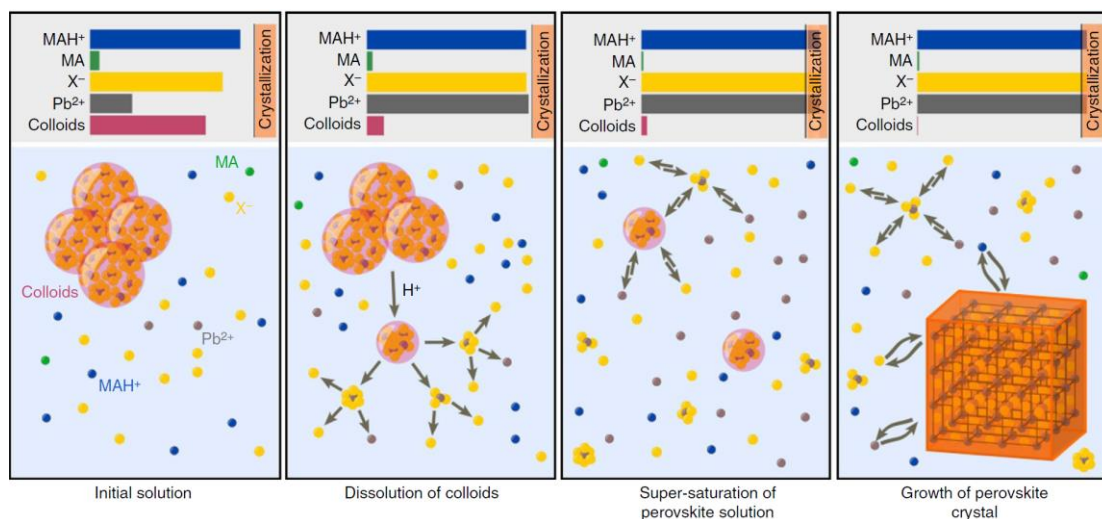 MAH⁺
MA
X⁻
Pb²⁺
Colloids
Crystallization
MA
X⁻
Colloids
Pb²⁺
MAH⁺
Initial solution
MAH⁺
MA
X⁻
Pb²⁺
Colloids
Crystallization
H⁺
Dissolution of colloids
MAH⁺
MA
X⁻
Pb²⁺
Colloids
Crystallization
Super-saturation of
perovskite solution
MAH⁺
MA
X⁻
Pb²⁺
Colloids
Crystallization
Growth of perovskite
crystal